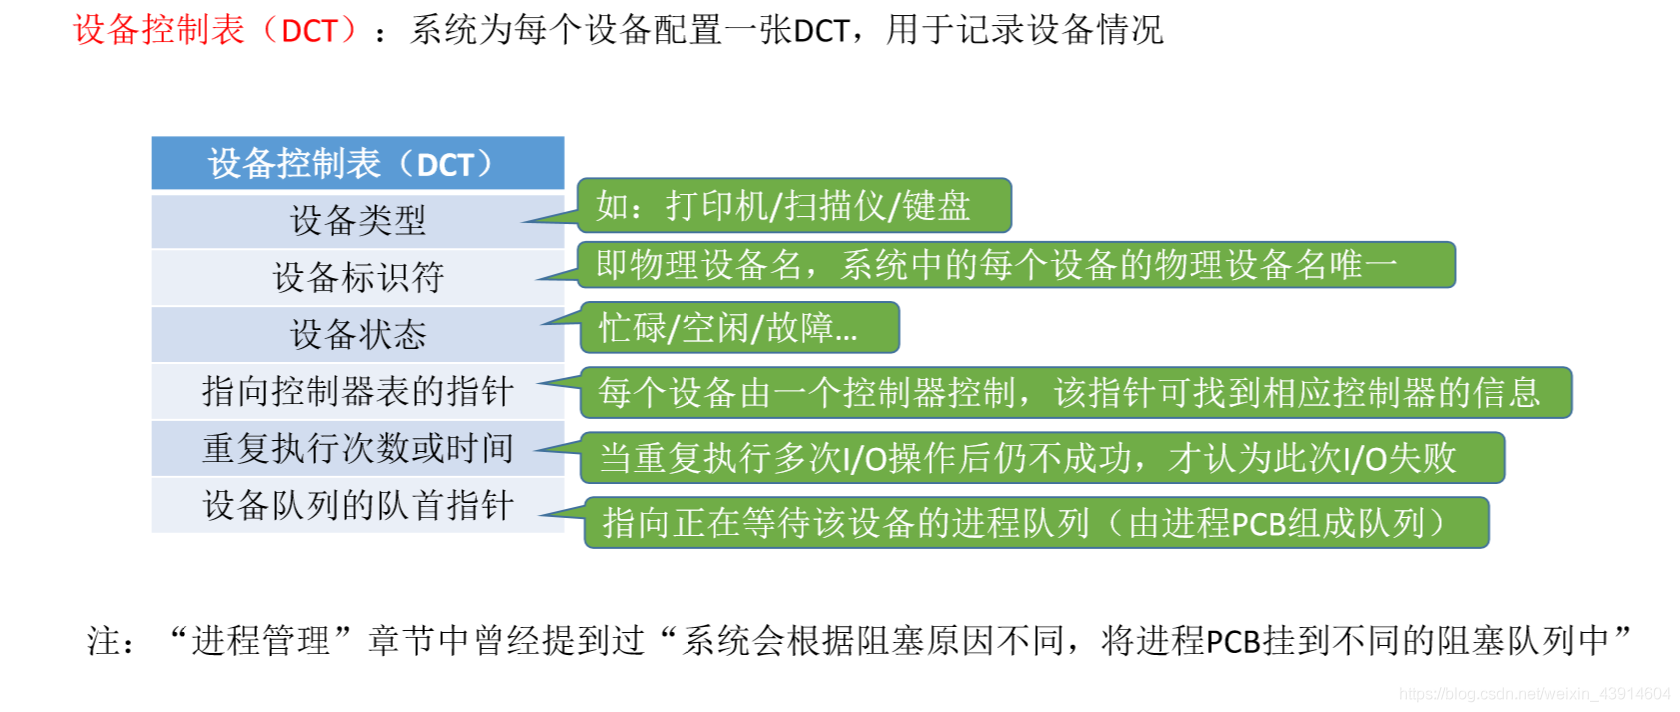 设备控制表（DCT）：系统为每个设备配置一张DCT，用于记录设备情况
设备控制表（DCT）
设备类型
如：打印机/扫描仪/键盘
设备标识符
即物理设备名，系统中的每个设备的物理设备名唯一
设备状态
忙碌/空闲/故障...
指向控制器表的指针
每个设备由一个控制器控制，该指针可找到相应控制器的信息
重复执行次数或时间
当重复执行多次I/O操作后仍不成功，才认为此次I/O失败
设备队列的队首指针
指向正在等待该设备的进程队列（由进程PCB组成队列）
注：“进程管理”章节中曾经提到过“系统会根据阻塞原因不同，将进程PCB挂到不同的阻塞队列中”
https://blog.csdn.net/weixin_43914604